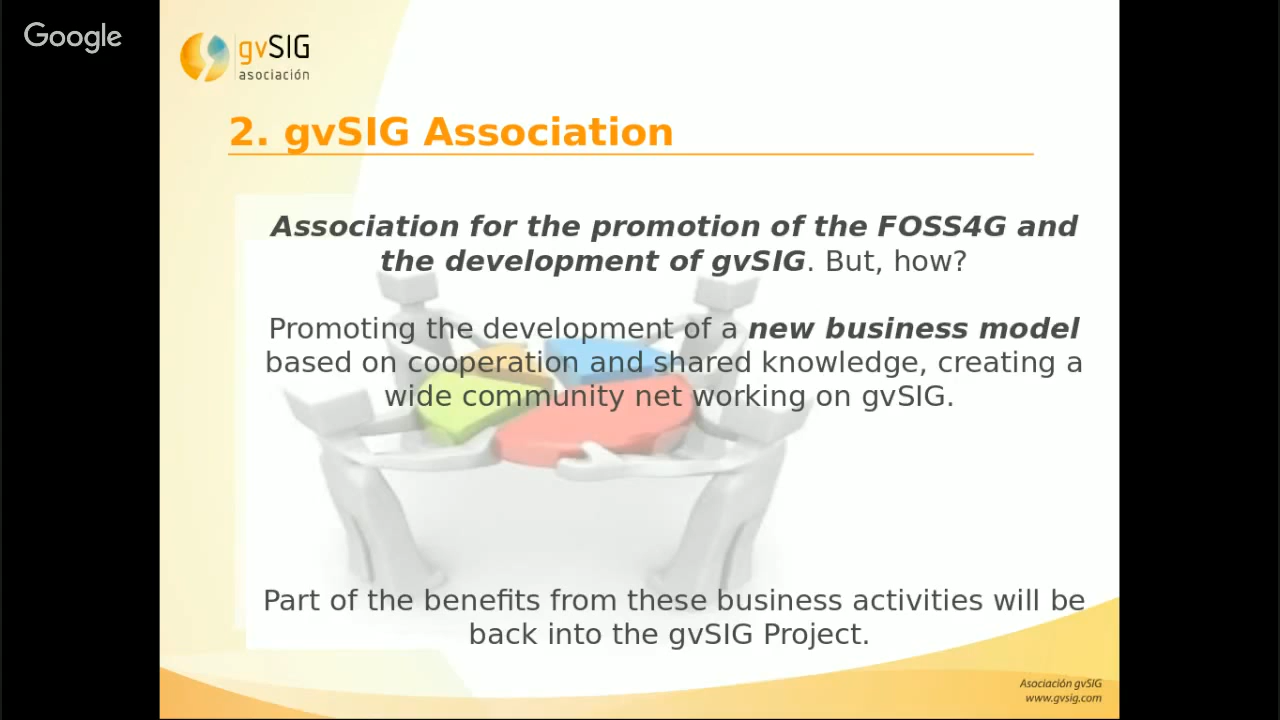 Google
gvSIG
asociación
2. gvSIG Association
Association for the promotion of the FOSS4G and
the development of gvSIG. But, how?
Promoting the development of a new business model
based on cooperation and shared knowledge, creating a
wide community net working on gvSIG.
Part of the benefits from these business activities will be
back into the gvSIG Project.
Asociación gvSIG
www.gvsig.com